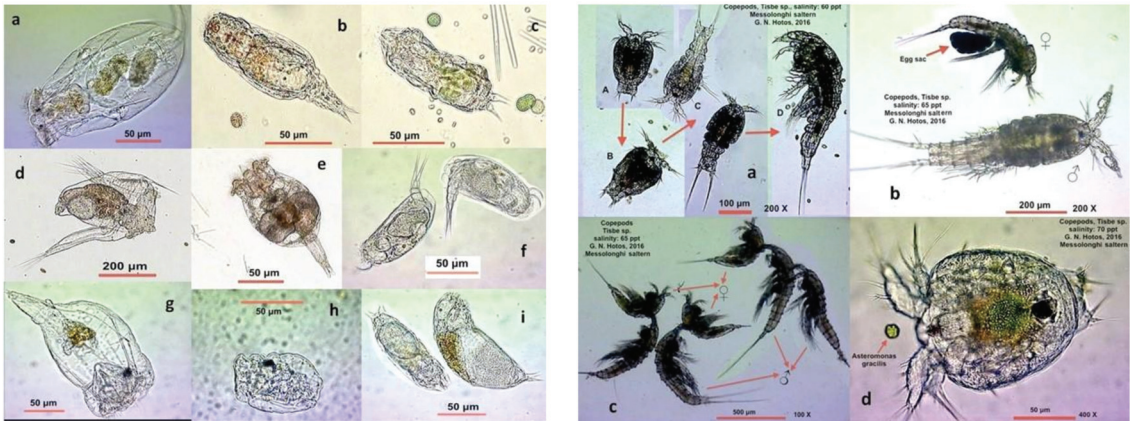 a
b
c
50 µm
50 µm
50 µm
d
e
f
200 µm
50 µm
50 µm
g
h
i
50 µm
50 µm
50 µm
Copepods, Tisbe sp., salinity: 60 ppt
Messolonghi saltern
G. N. Hotos, 2016
A
B
C
D
a
100 µm
200 X
Egg sac
♀
Copepods, Tisbe sp.
salinity: 65 ppt
Messolonghi saltern
G. N. Hotos, 2016
♂
b
200 µm
200 X
Copepods
Tisbe sp.
salinity: 65 ppt
G. N. Hotos, 2016
Messolonghi saltern
♀
♂
c
500 µm
100 X
Copepods, Tisbe sp.
salinity: 70 ppt
G. N. Hotos, 2016
Messolonghi saltern
Asteromonas
gracilis
d
50 µm
400 X